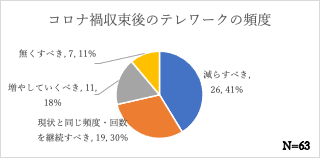 コロナ禍収束後のテレワークの頻度
無くすべき, 7, 11%
減らすべき,
26, 41%
増やしていくべき, 11,
18%
現状と同じ頻度・回数
を継続すべき, 19, 30%
N=63